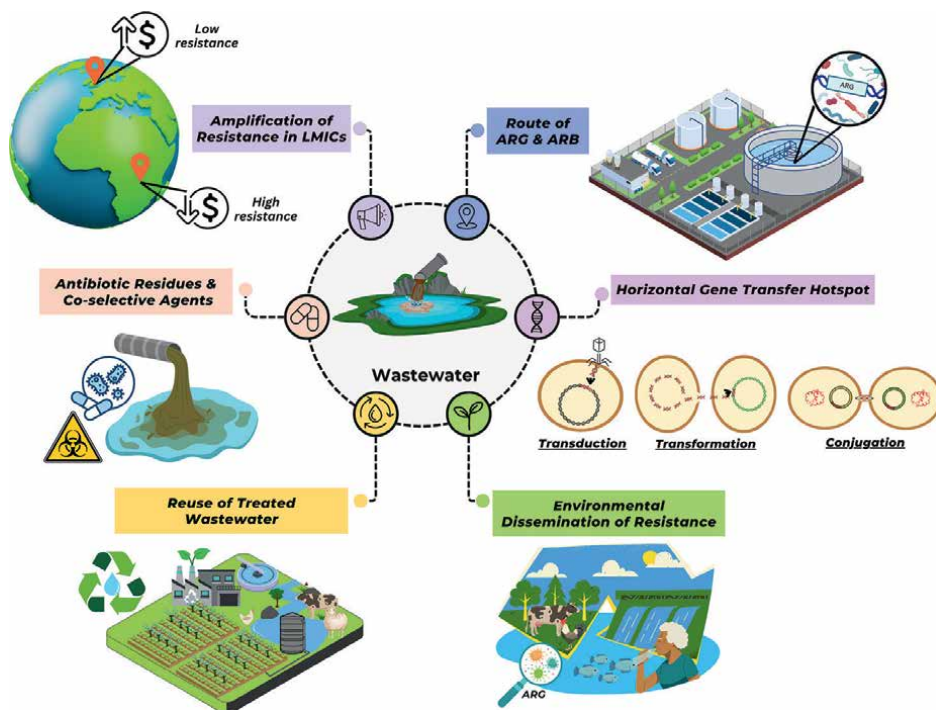 Low
resistance
$
High
resistance
$
Amplification of
Resistance in LMICs
Route of
ARG & ARB
ARG
Antibiotic Residues &
Co-selective Agents
Horizontal Gene Transfer Hotspot
Wastewater
Transduction
Transformation
Conjugation
Reuse of Treated
Wastewater
Environmental
Dissemination of Resistance
ARG